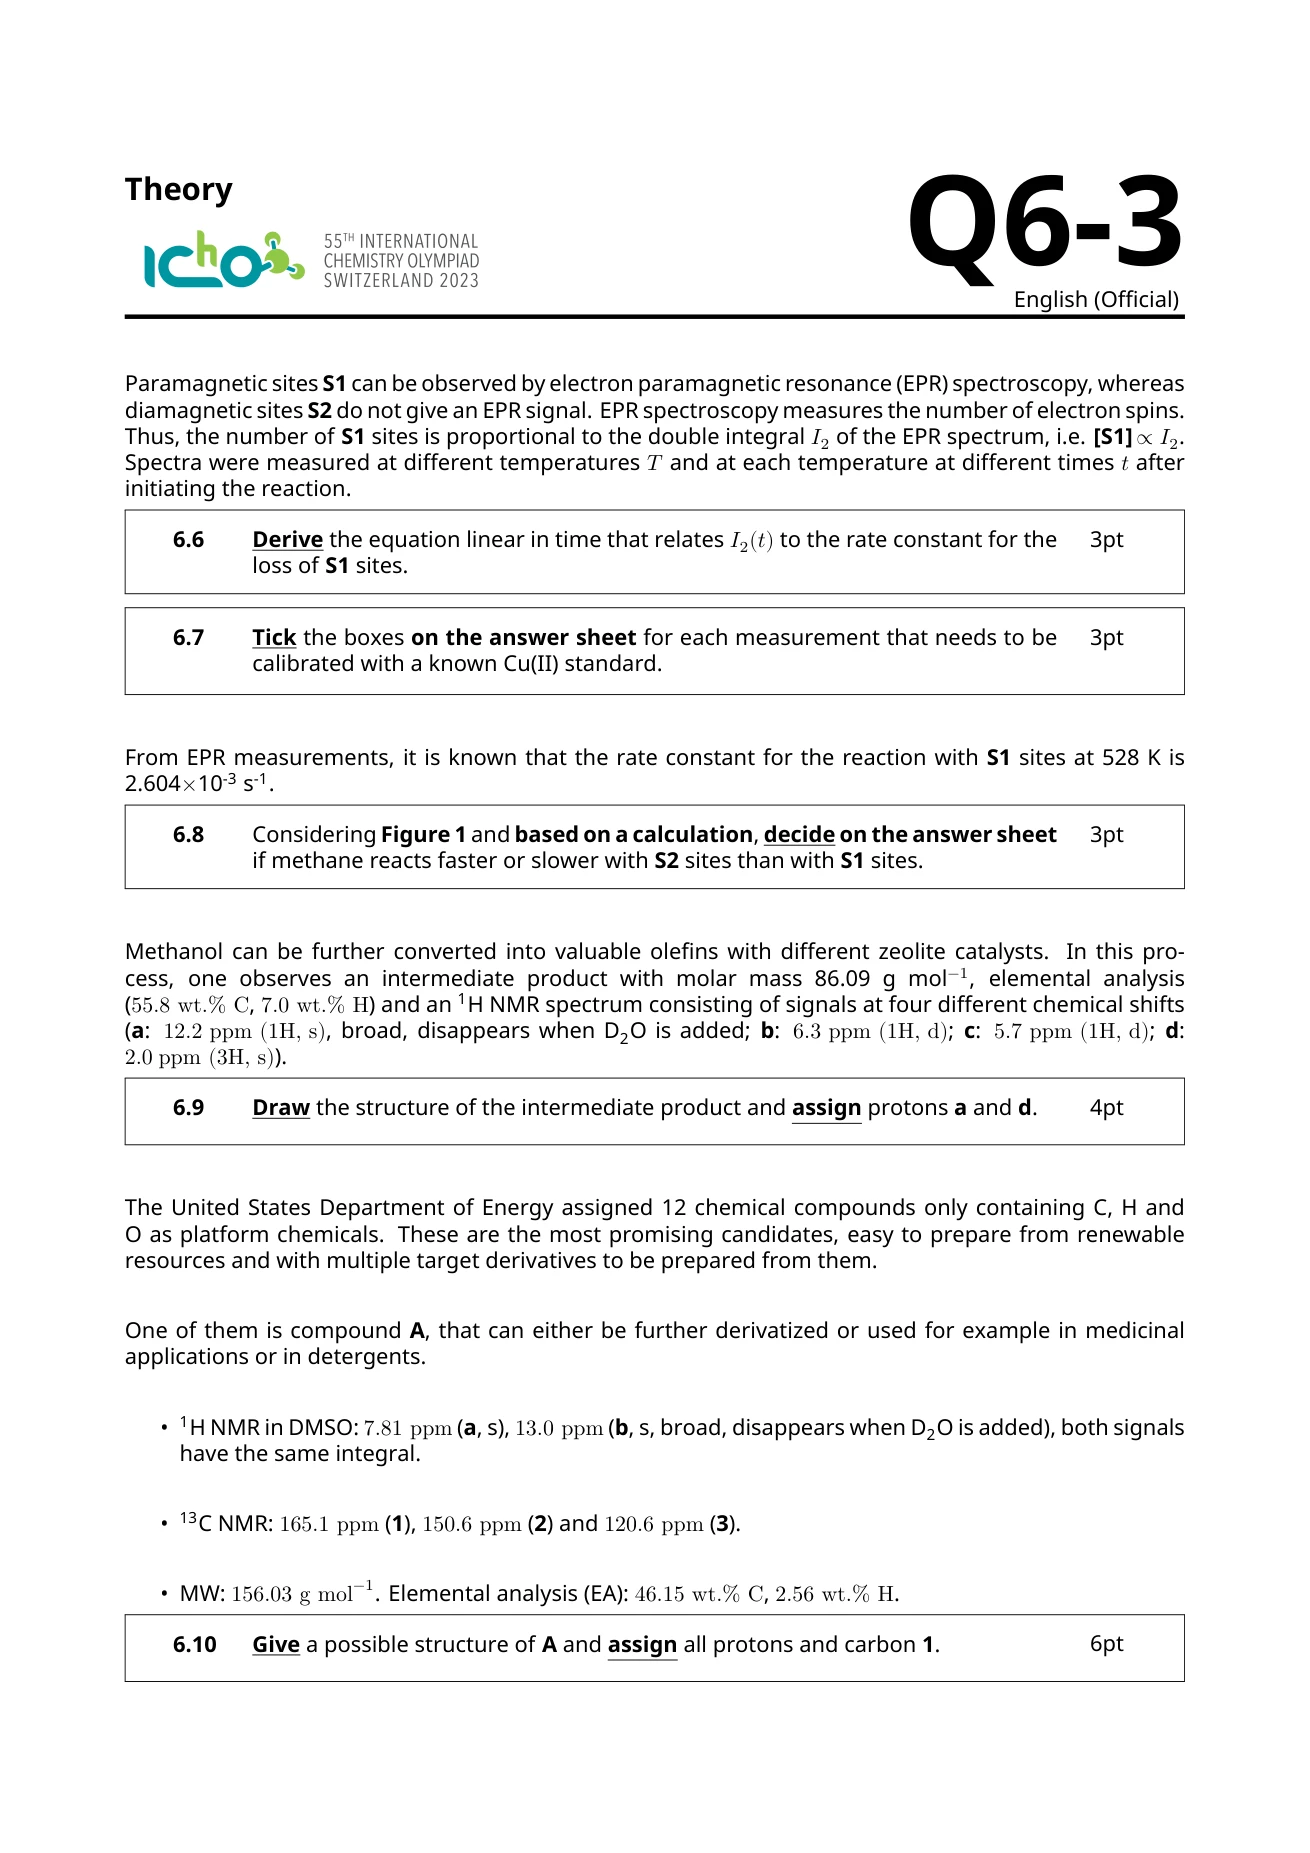 Theory
Q6-3
IChO
55TH INTERNATIONAL
CHEMISTRY OLYMPIAD
SWITZERLAND 2023
English (Official)
Paramagnetic sites S1 can be observed by electron paramagnetic resonance (EPR) spectroscopy, whereas
diamagnetic sites S2 do not give an EPR signal. EPR spectroscopy measures the number of electron spins.
Thus, the number of S1 sites is proportional to the double integral I₂ of the EPR spectrum, i.e. [S1] ∝ I₂.
Spectra were measured at different temperatures T and at each temperature at different times t after
initiating the reaction.
6.6 Derive the equation linear in time that relates I₂(t) to the rate constant for the 3pt
loss of S1 sites.
6.7 Tick the boxes on the answer sheet for each measurement that needs to be 3pt
calibrated with a known Cu(II) standard.
From EPR measurements, it is known that the rate constant for the reaction with S1 sites at 528 K is
2.604×10⁻³ s⁻¹.
6.8 Considering Figure 1 and based on a calculation, decide on the answer sheet 3pt
if methane reacts faster or slower with S2 sites than with S1 sites.
Methanol can be further converted into valuable olefins with different zeolite catalysts. In this pro-
cess, one observes an intermediate product with molar mass 86.09 g mol⁻¹, elemental analysis
(55.8 wt.% C, 7.0 wt.% H) and an ¹H NMR spectrum consisting of signals at four different chemical shifts
(a: 12.2 ppm (1H, s), broad, disappears when D₂O is added; b: 6.3 ppm (1H, d); c: 5.7 ppm (1H, d); d:
2.0 ppm (3H, s)).
6.9 Draw the structure of the intermediate product and assign protons a and d. 4pt
The United States Department of Energy assigned 12 chemical compounds only containing C, H and
O as platform chemicals. These are the most promising candidates, easy to prepare from renewable
resources and with multiple target derivatives to be prepared from them.
One of them is compound A, that can either be further derivatized or used for example in medicinal
applications or in detergents.
• ¹H NMR in DMSO: 7.81 ppm (a, s), 13.0 ppm (b, s, broad, disappears when D₂O is added), both signals
have the same integral.
• ¹³C NMR: 165.1 ppm (1), 150.6 ppm (2) and 120.6 ppm (3).
• MW: 156.03 g mol⁻¹. Elemental analysis (EA): 46.15 wt.% C, 2.56 wt.% H.
6.10 Give a possible structure of A and assign all protons and carbon 1. 6pt